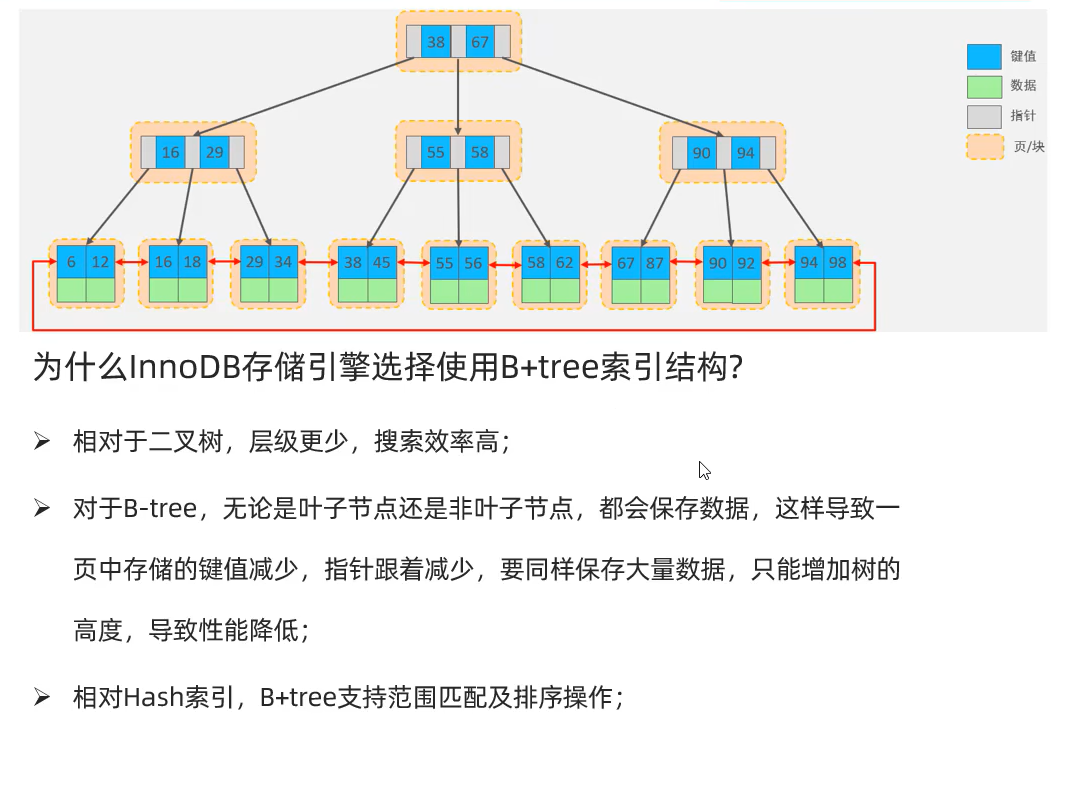 38 67
键值
数据
指针
页/块
16 29
55 58
90 94
6 12
16 18
29 34
38 45
55 56
58 62
67 87
90 92
94 98
为什么InnoDB存储引擎选择使用B+tree索引结构?
相对于二叉树，层级更少，搜索效率高；
对于B-tree，无论是叶子节点还是非叶子节点，都会保存数据，这样导致一
页中存储的键值减少，指针跟着减少，要同样保存大量数据，只能增加树的
高度，导致性能降低；
相对Hash索引，B+tree支持范围匹配及排序操作；